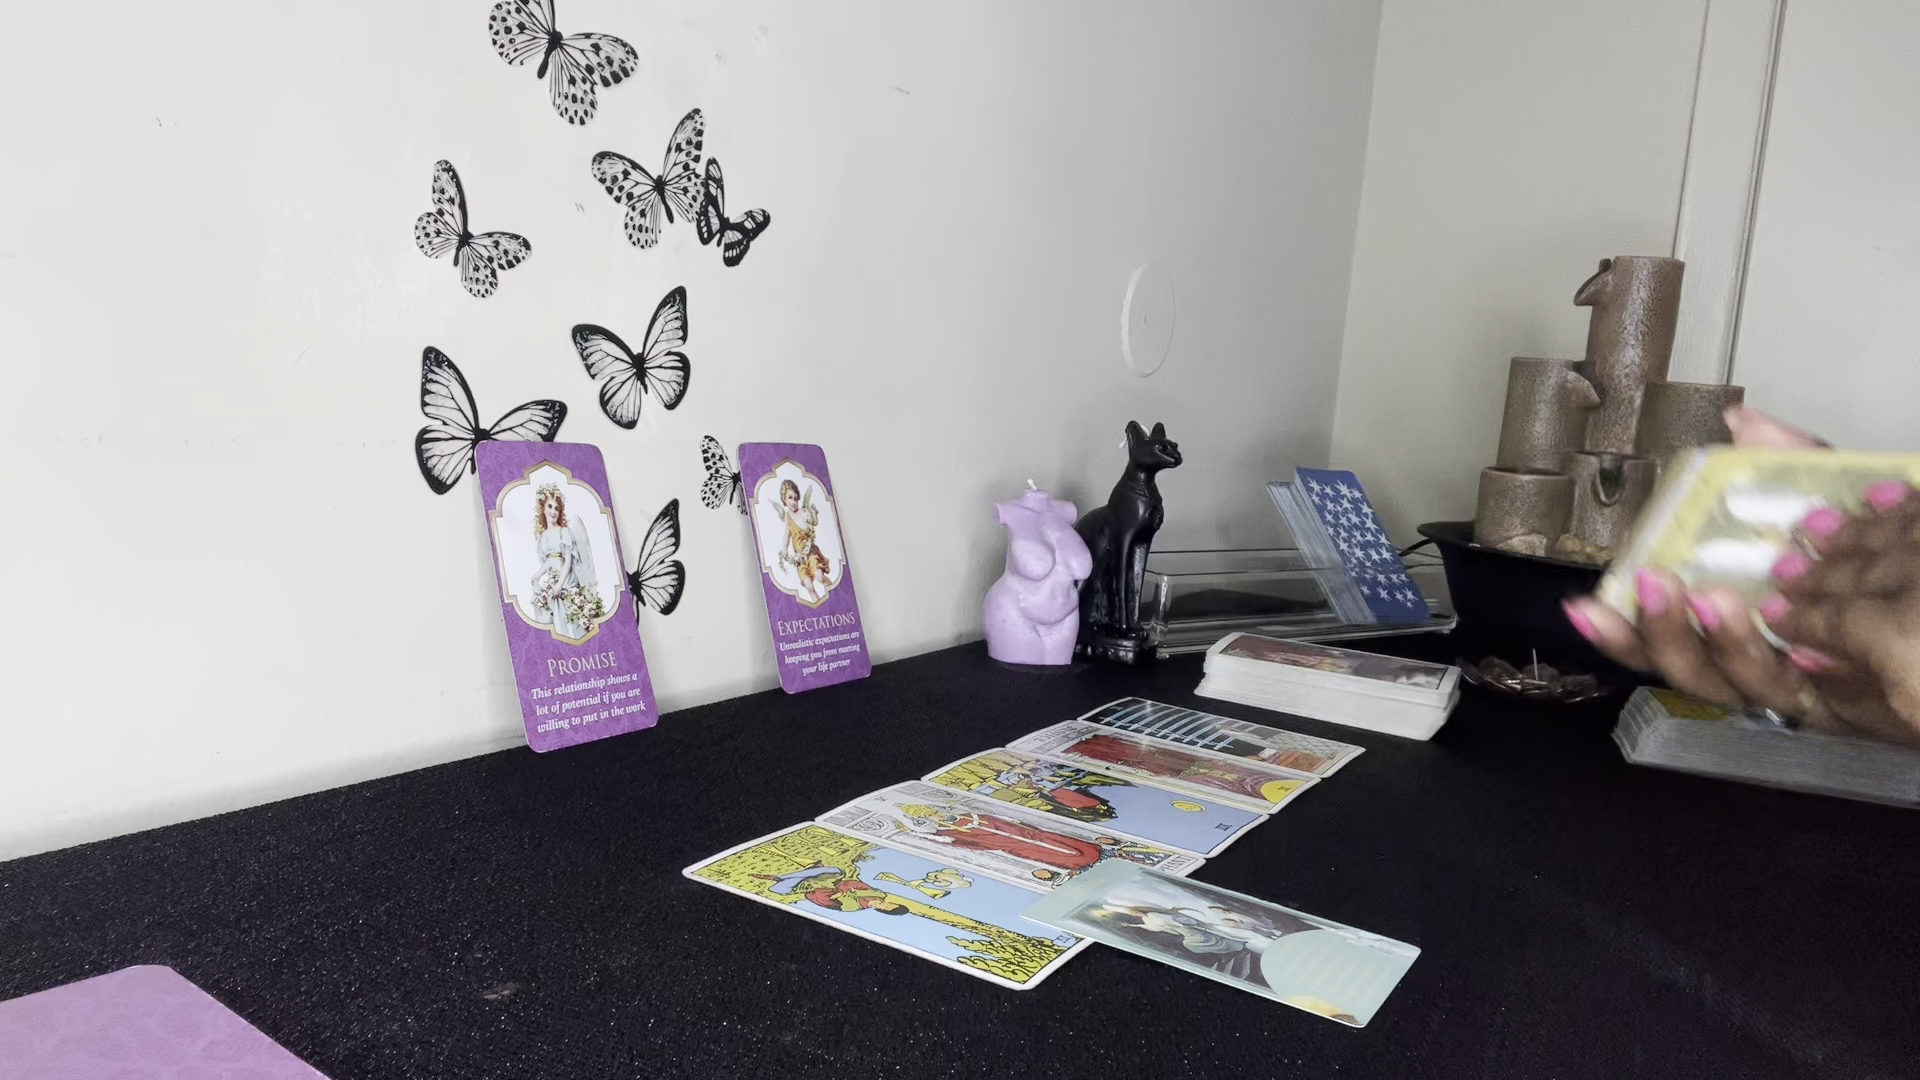 PROMISE
This relationship shows a
lot of potential if you are
willing to put in the work
EXPECTATIONS
Unrealistic expectations are
keeping you from meeting
your life partner